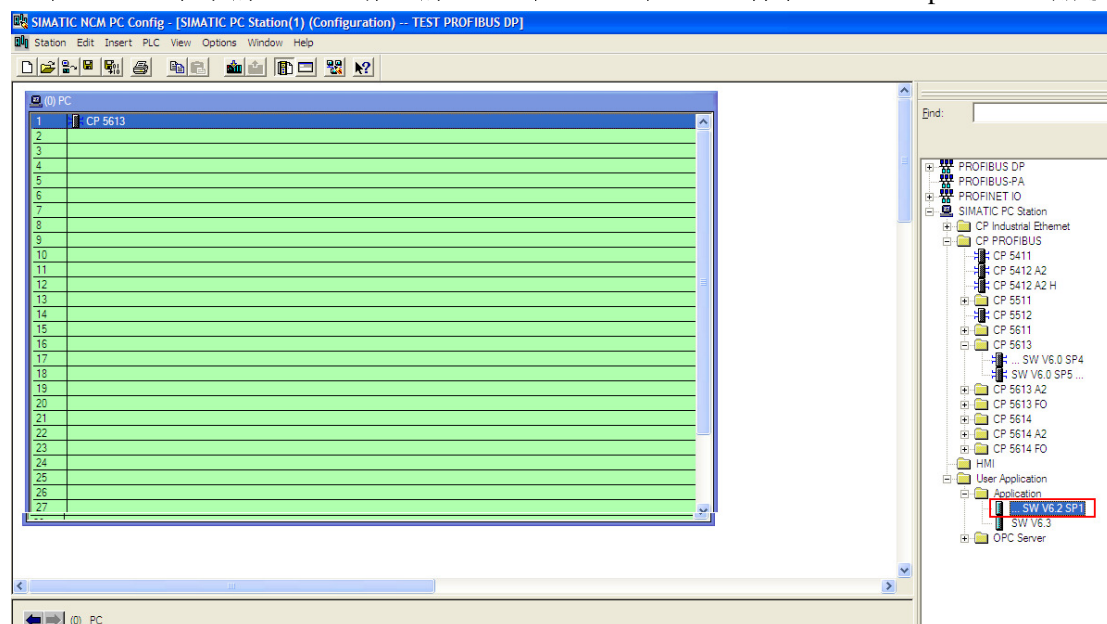 SIMATIC NCM PC Config - [SIMATIC PC Station(1) (Configuration) -- TEST PROFIBUS DP]
Station Edit Insert PLC View Options Window Help
(0) PC
1 CP 5613
2
3
4
5
6
7
8
9
10
11
12
13
14
15
16
17
18
19
20
21
22
23
24
25
26
27
Find:
PROFIBUS DP
PROFIBUS-PA
PROFINET IO
SIMATIC PC Station
CP Industrial Ethernet
CP PROFIBUS
CP 5411
CP 5412 A2
CP 5412 A2 H
CP 5511
CP 5512
CP 5611
CP 5613
... SW V6.0 SP4
SW V6.0 SP5 ...
CP 5613 A2
CP 5613 FO
CP 5614
CP 5614 A2
CP 5614 FO
HMI
User Application
Application
... SW V6.2 SP1
SW V6.3
OPC Server
(0) PC